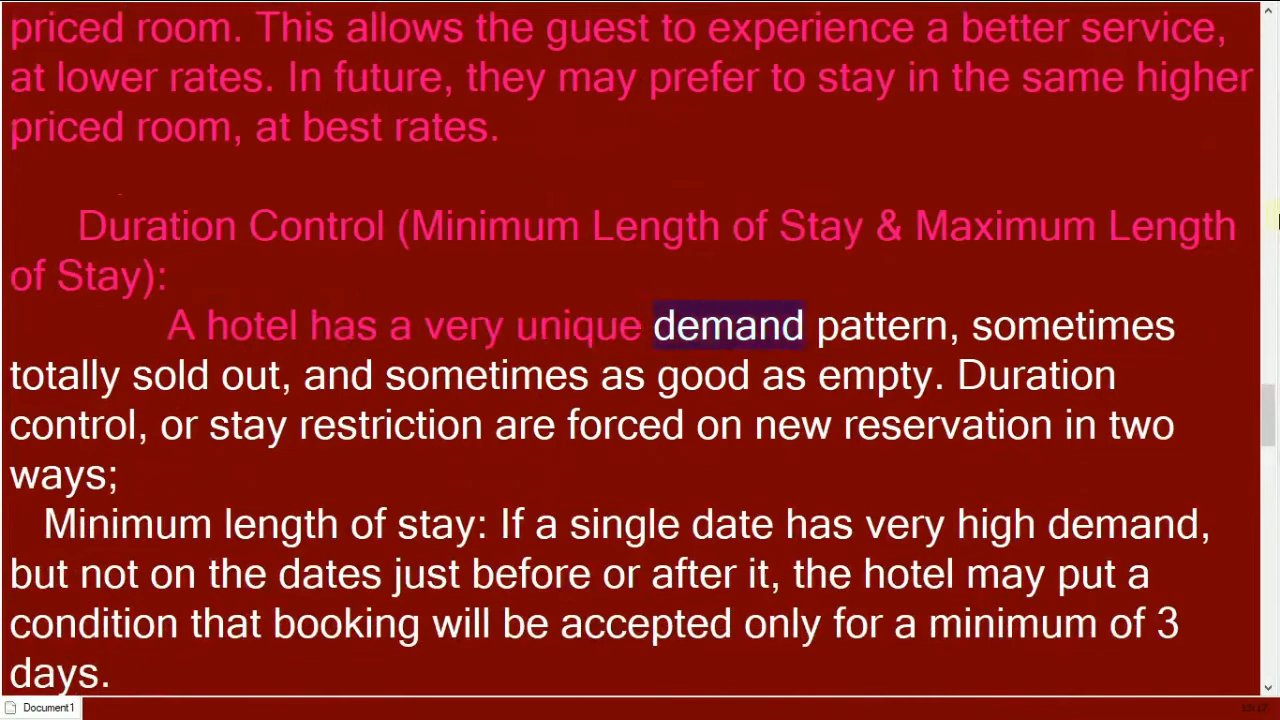 priced room. This allows the guest to experience a better service,
at lower rates. In future, they may prefer to stay in the same higher
priced room, at best rates.
Duration Control (Minimum Length of Stay & Maximum Length
of Stay):
A hotel has a very unique demand pattern, sometimes
totally sold out, and sometimes as good as empty. Duration
control, or stay restriction are forced on new reservation in two
ways;
Minimum length of stay: If a single date has very high demand,
but not on the dates just before or after it, the hotel may put a
condition that booking will be accepted only for a minimum of 3
days.
Document1